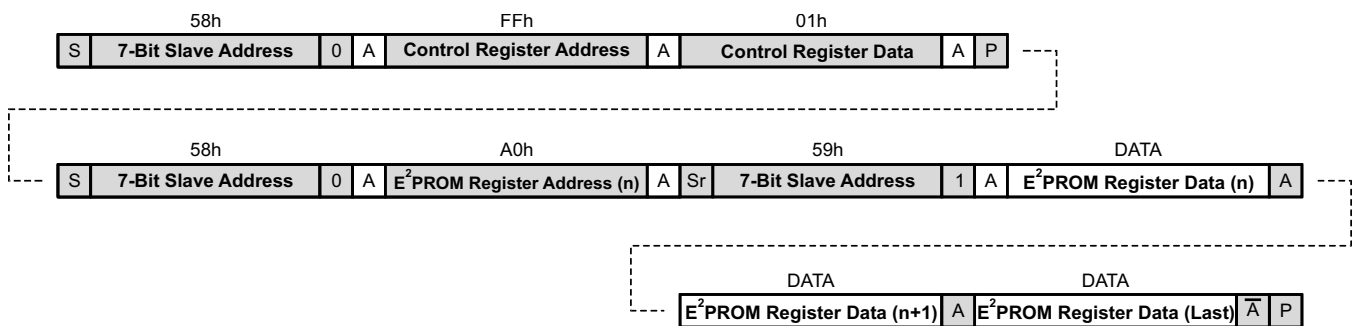 58h FFh 01h
S 7-Bit Slave Address 0 A Control Register Address A Control Register Data A P
58h A0h 59h DATA
S 7-Bit Slave Address 0 A E²PROM Register Address (n) A Sr 7-Bit Slave Address 1 A E²PROM Register Data (n) A
DATA DATA
E²PROM Register Data (n+1) A E²PROM Register Data (Last) A̅ P